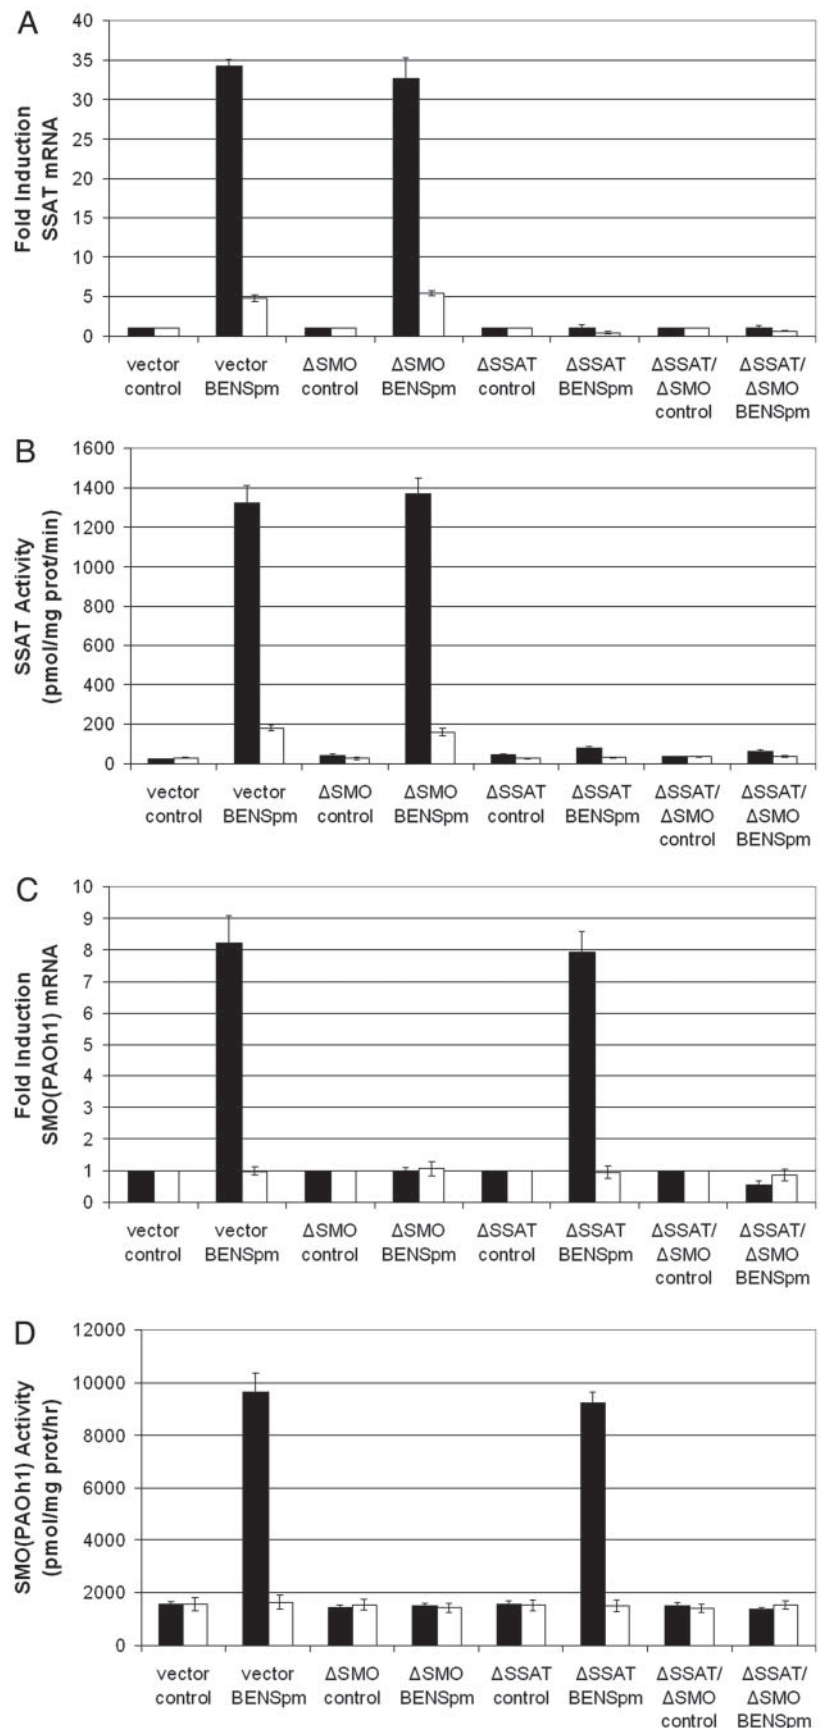 A
Fold Induction
SSAT mRNA
40
35
30
25
20
15
10
5
0
vector control
vector BENSpm
ΔSMO control
ΔSMO BENSpm
ΔSSAT control
ΔSSAT BENSpm
ΔSSAT/ ΔSMO control
ΔSSAT/ ΔSMO BENSpm
B
SSAT Activity
(pmol/mg prot/min)
1600
1400
1200
1000
800
600
400
200
0
vector control
vector BENSpm
ΔSMO control
ΔSMO BENSpm
ΔSSAT control
ΔSSAT BENSpm
ΔSSAT/ ΔSMO control
ΔSSAT/ ΔSMO BENSpm
C
Fold Induction
SMO(PAOh1) mRNA
10
9
8
7
6
5
4
3
2
1
0
vector control
vector BENSpm
ΔSMO control
ΔSMO BENSpm
ΔSSAT control
ΔSSAT BENSpm
ΔSSAT/ ΔSMO control
ΔSSAT/ ΔSMO BENSpm
D
SMO(PAOh1) Activity
(pmol/mg prot/hr)
12000
10000
8000
6000
4000
2000
0
vector control
vector BENSpm
ΔSMO control
ΔSMO BENSpm
ΔSSAT control
ΔSSAT BENSpm
ΔSSAT/ ΔSMO control
ΔSSAT/ ΔSMO BENSpm